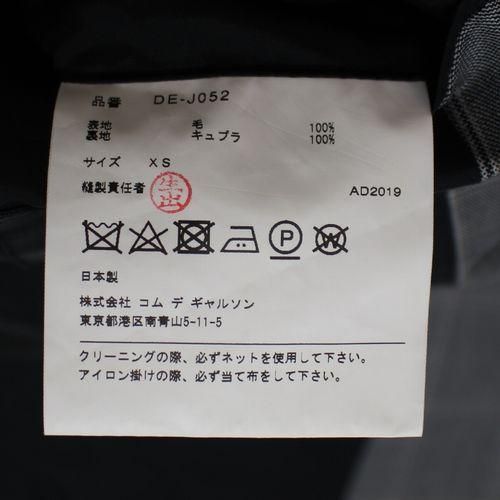 品番 DE-J052
表地 毛 100%
裏地 キュプラ 100%
サイズ XS
縫製責任者
AD2019
P W
日本製
株式会社 コム デ ギャルソン
東京都港区南青山5-11-5
クリーニングの際、必ずネットを使用して下さい。
アイロン掛けの際、必ず当て布をして下さい。